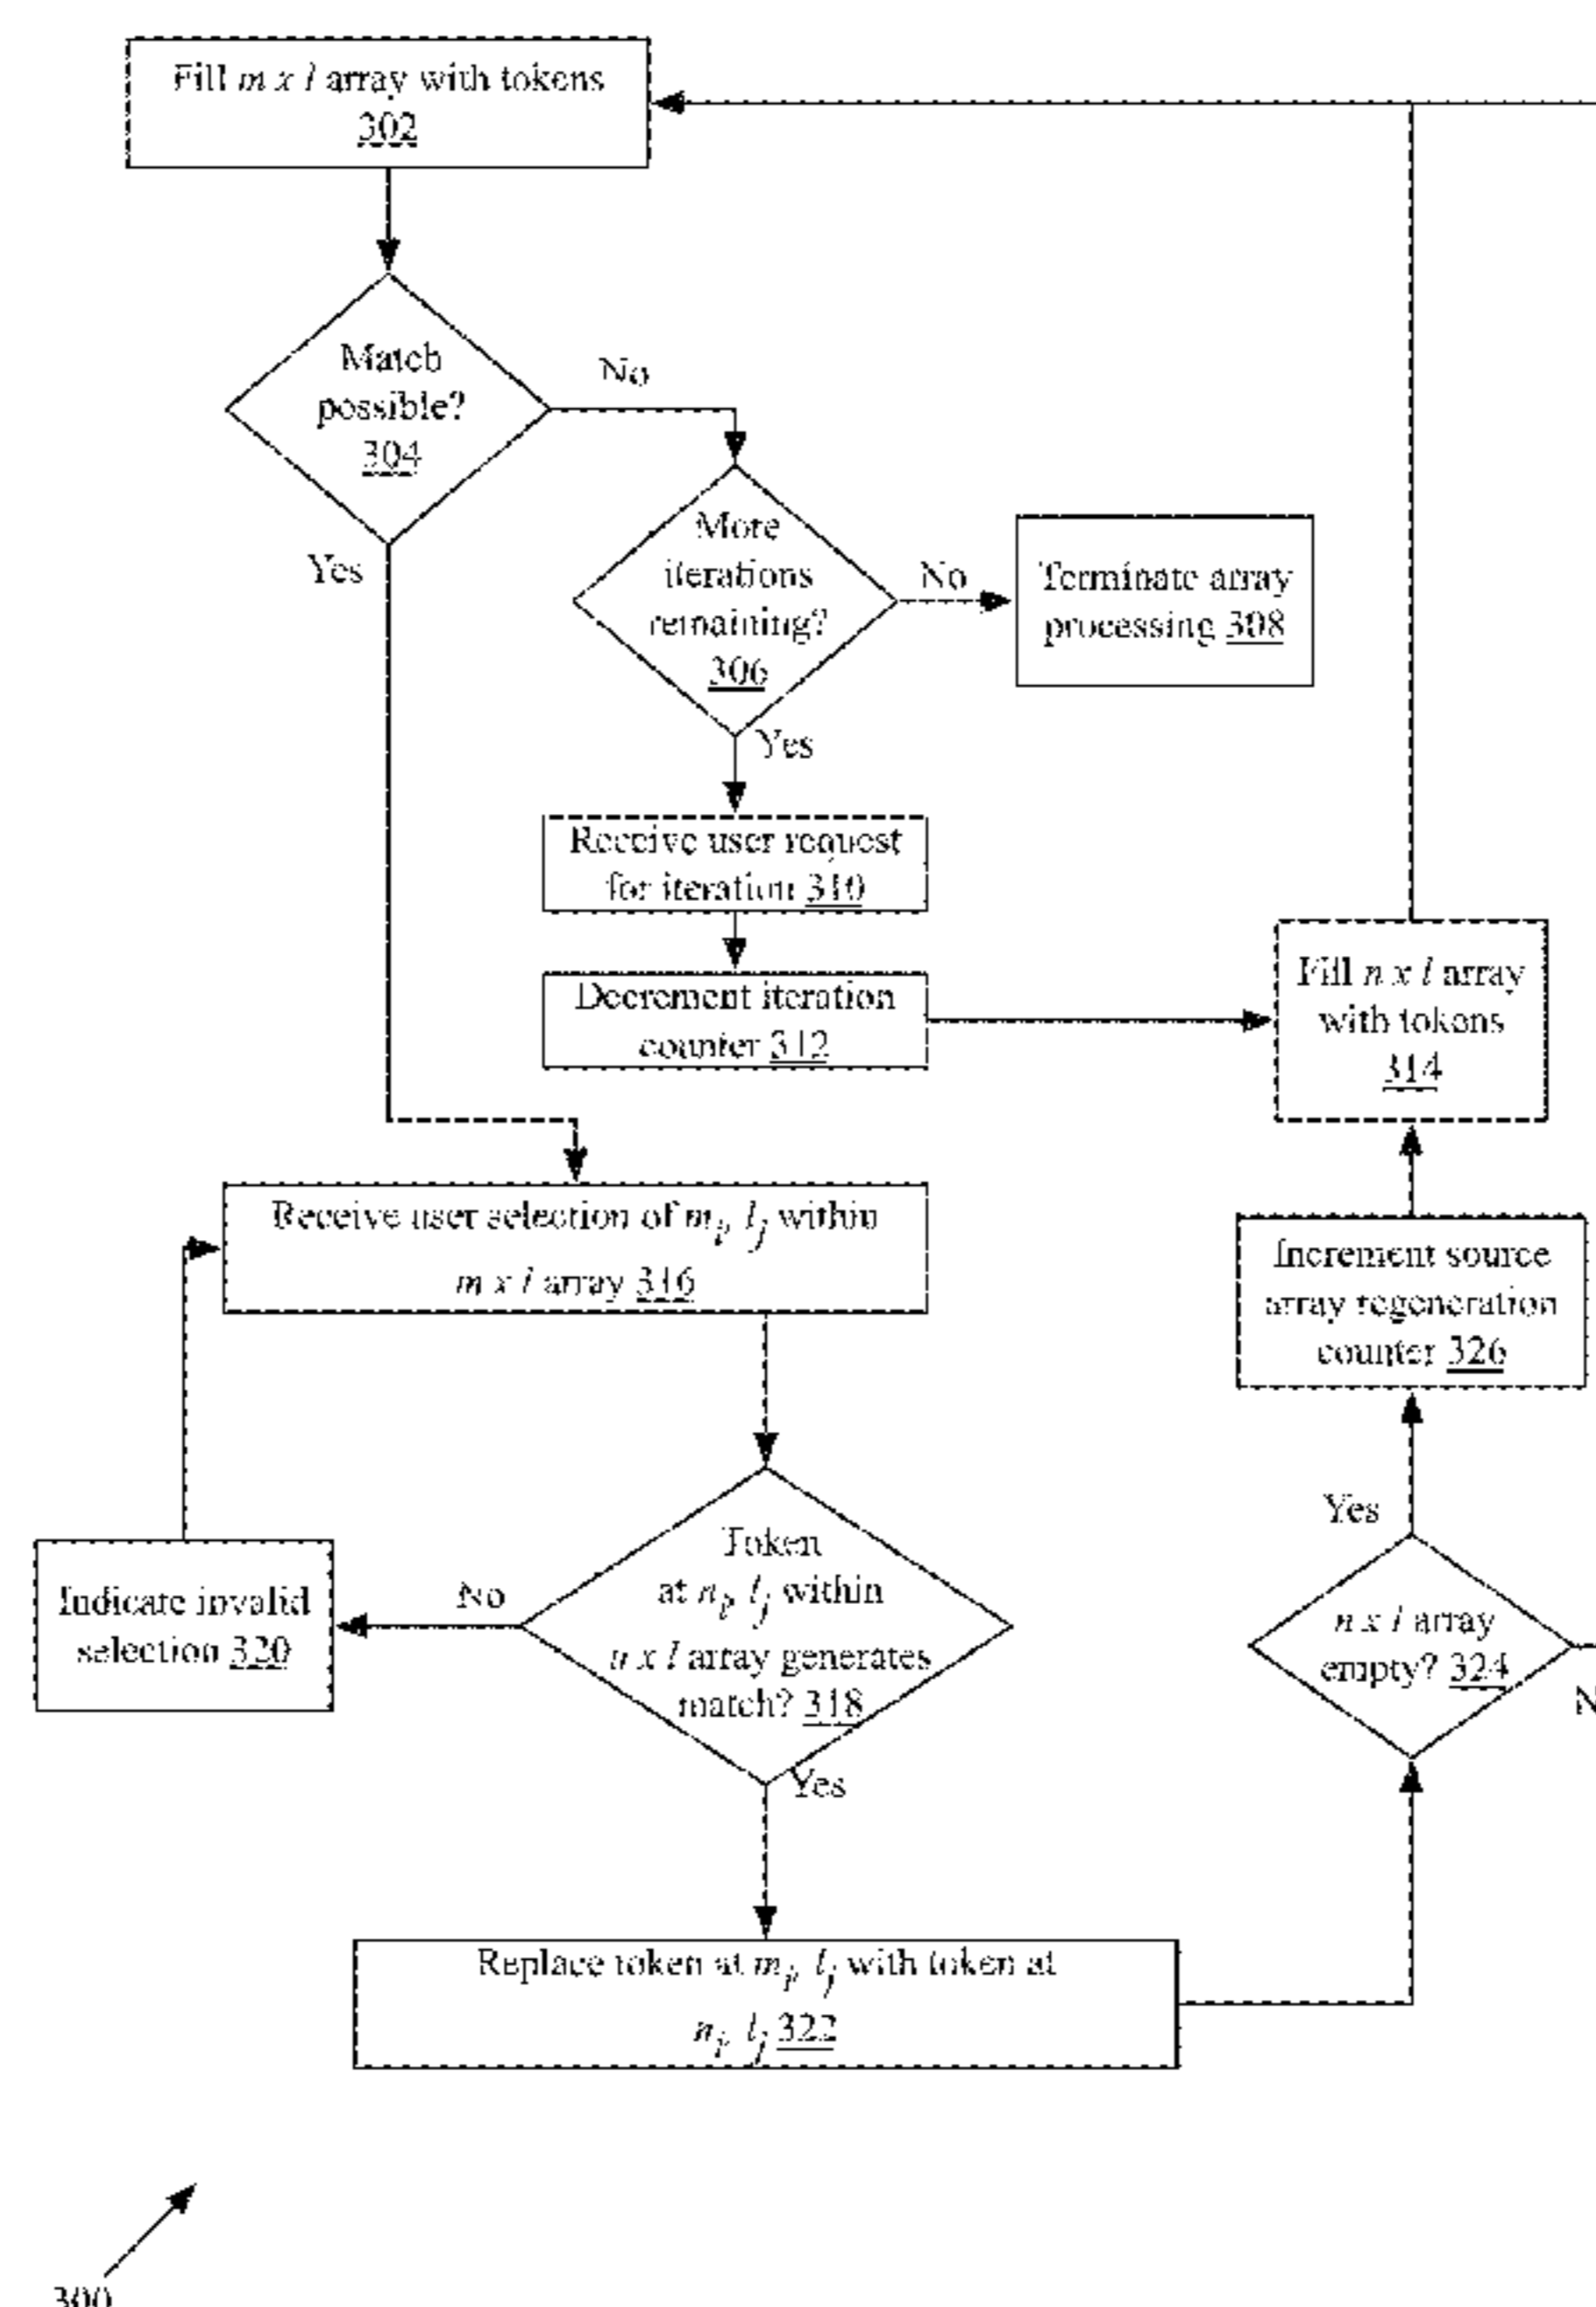 Fill m x l array with tokens
302
Match
possible?
304
No
Yes
More
iterations
remaining?
306
No
Terminate array
processing 308
Yes
Receive user request
for iteration 310
Decrement iteration
counter 312
Fill n x l array
with tokens
314
Receive user selection of mᵢ, lⱼ within
m x l array 316
Increment source
array regeneration
counter 326
Yes
Token
at nᵢ, lⱼ within
n x l array generates
match? 318
No
Indicate invalid
selection 320
n x l array
empty? 324
Yes
Replace token at mᵢ, lⱼ with token at
nᵢ, lⱼ 322
300